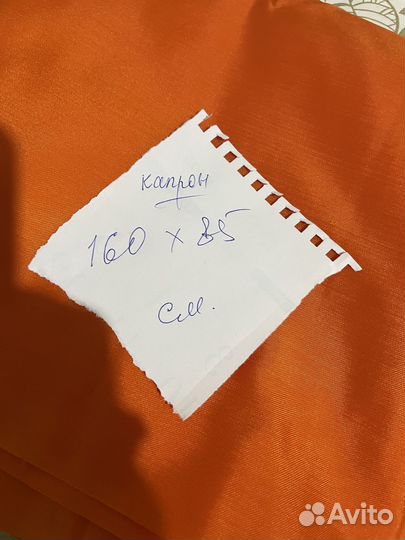 капрон
160 x 85
см.
Avito